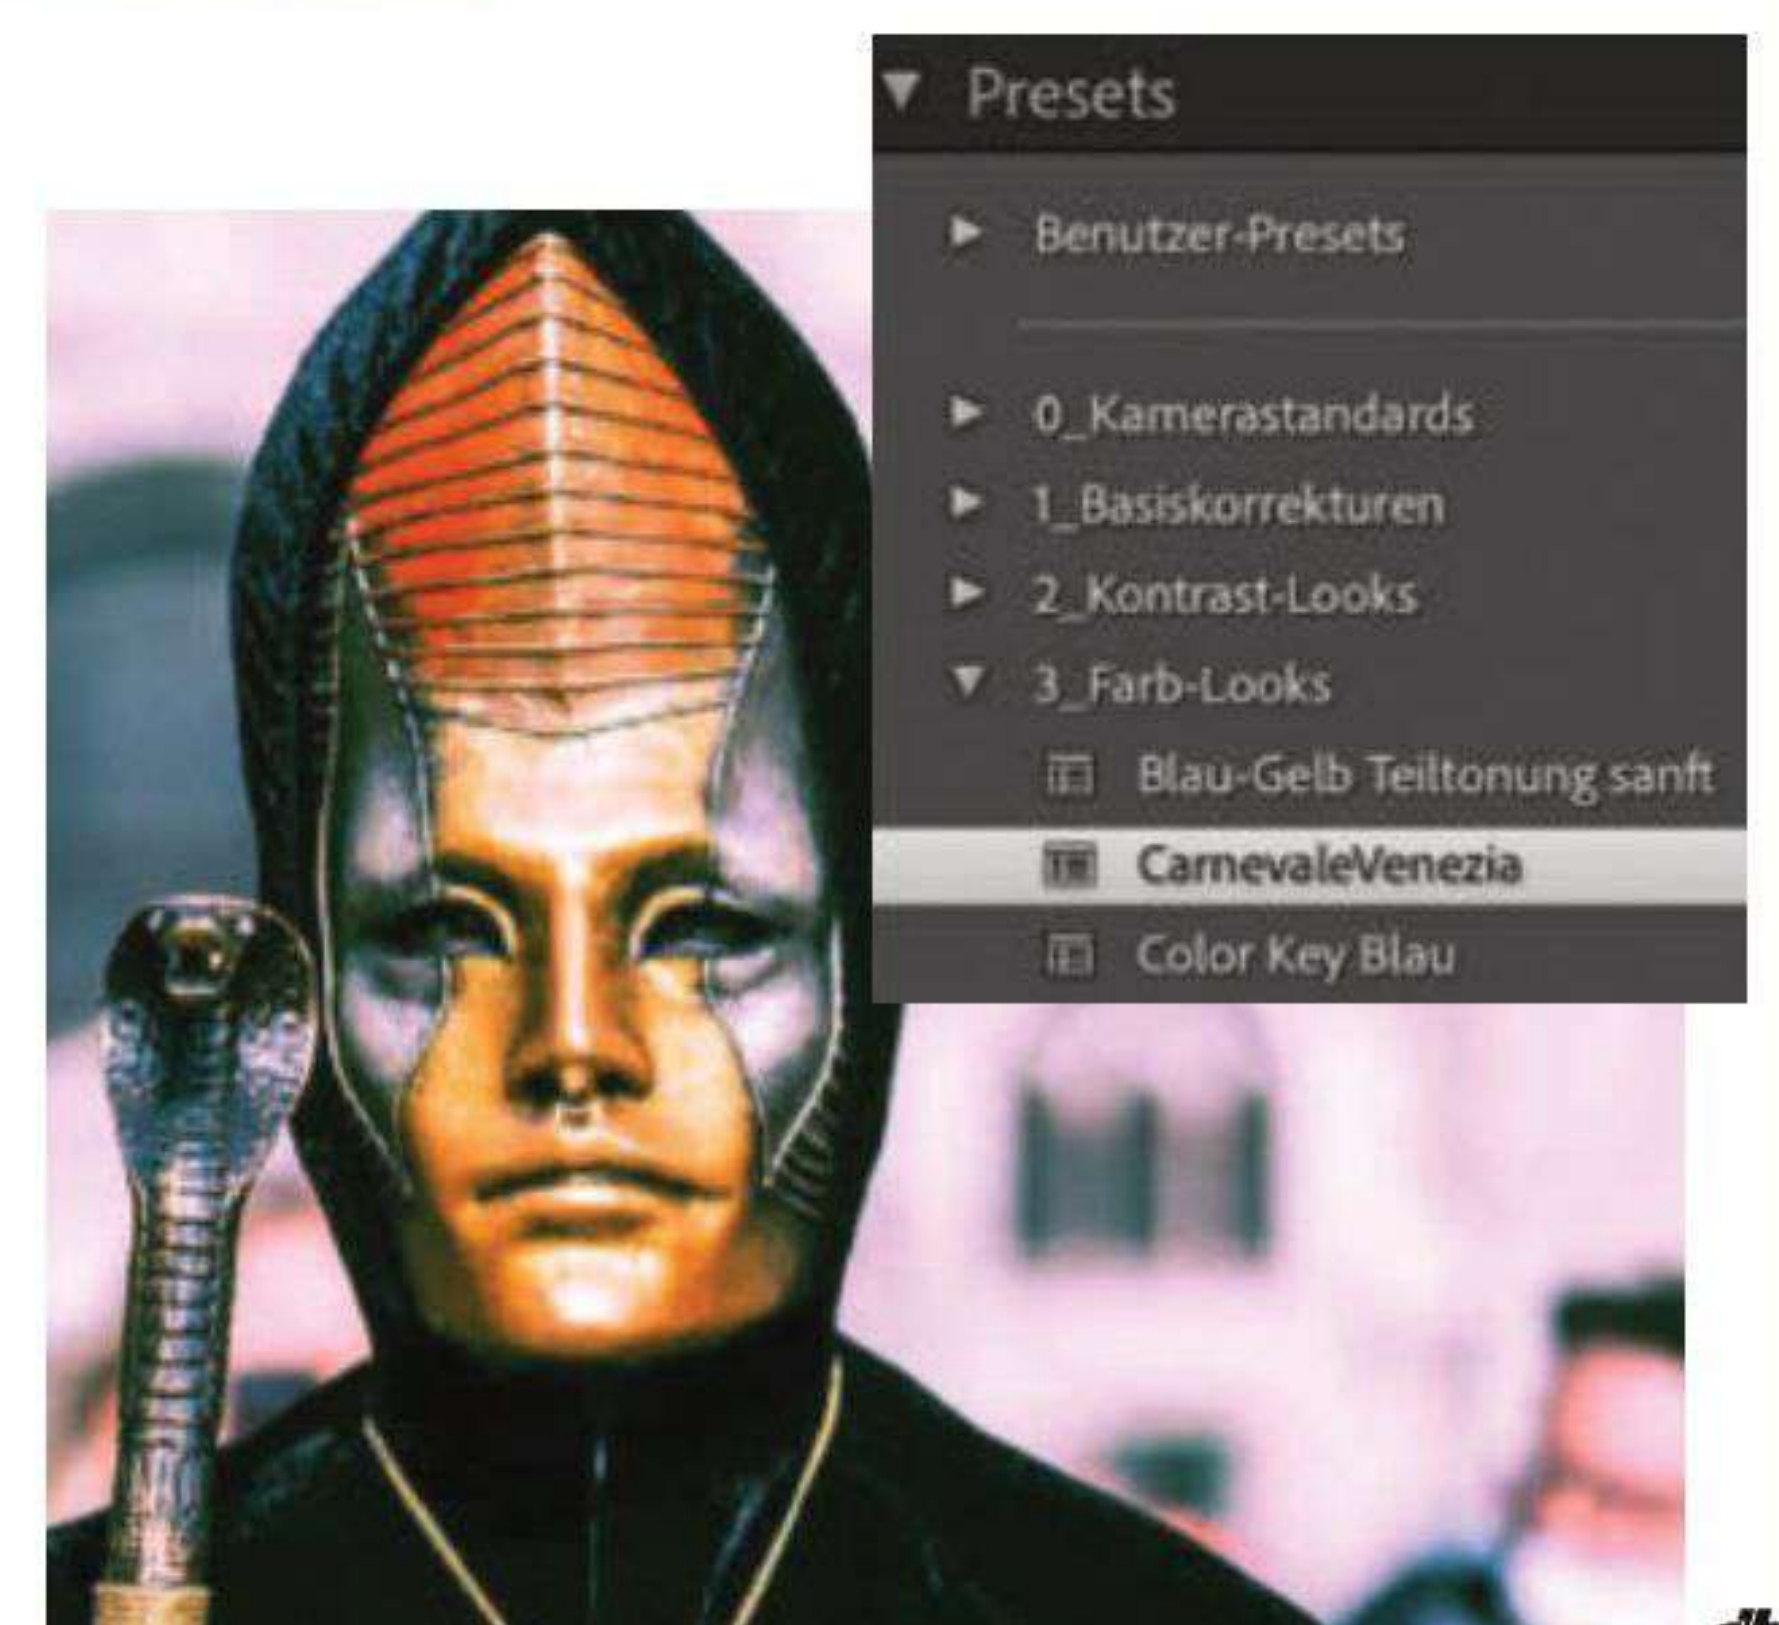 Presets
Benutzer-Presets
0_Kamerastandards
1_Basiskorrekturen
2_Kontrast-Looks
3_Farb-Looks
Blau-Gelb Teiltonung sanft
CarnevaleVenezia
Color Key Blau